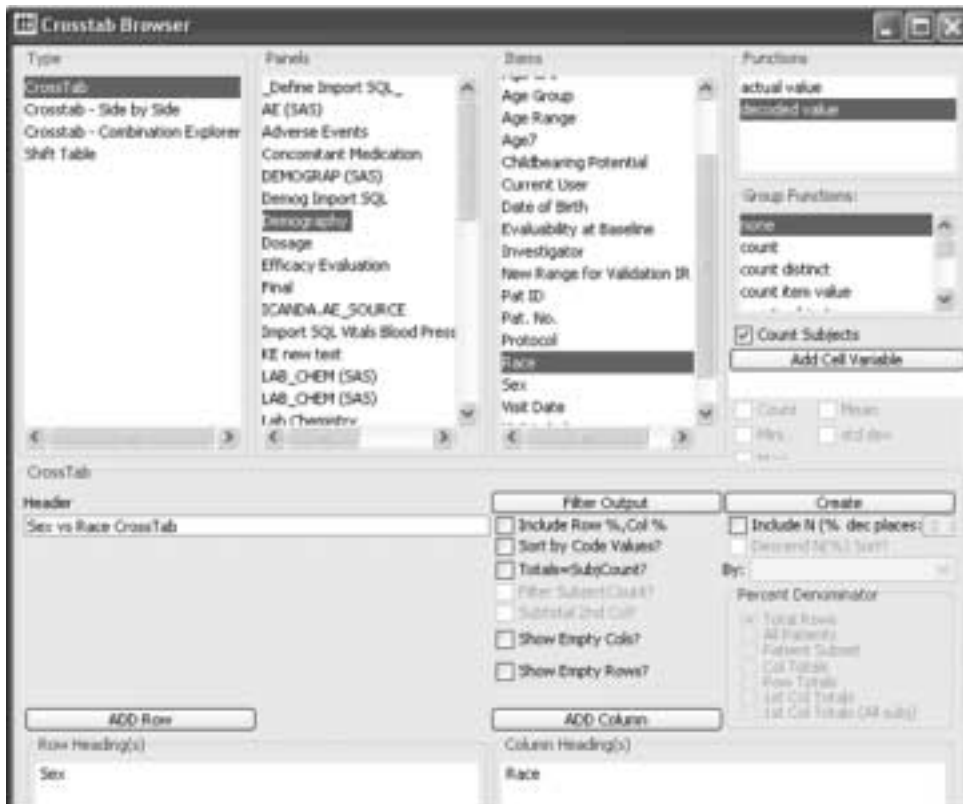 Crosstab Browser
Type
CrossTab
Crosstab - Side by Side
Crosstab - Combination Explorer
Shift Table
Panels
_Define Import SQL_
AE (SAS)
Adverse Events
Concomitant Medication
DEMOGRAP (SAS)
Demog Import SQL
Demography
Dosage
Efficacy Evaluation
Final
ICANDA.AE_SOURCE
Import SQL Vitals Blood Press
KE new test
LAB_CHEM (SAS)
LAB_CHEM (SAS)
Lab Chemistry
Items
Age Group
Age Range
Age7
Childbearing Potential
Current User
Date of Birth
Evaluability at Baseline
Investigator
New Range for Validation IR
Pat ID
Pat. No.
Protocol
Race
Sex
Visit Date
Functions
actual value
decoded value
Group Functions:
none
count
count distinct
count item value
Count Subjects
Add Cell Variable
Count
Mean
Min
std dev
CrossTab
Header
Sex vs Race CrossTab
Filter Output
Include Row %,Col %
Sort by Code Values?
Totals=SubjCount?
Filter Subject Count?
Subtotal 2nd Col?
Show Empty Cols?
Show Empty Rows?
Create
Include N (% dec places:
Descend N(%) Sort?
By:
Percent Denominator
Total Rows
All Patients
Patient Subset
Col Totals
Row Totals
1st Col Totals
1st Col Totals (All subj)
ADD Row
ADD Column
Row Heading(s)
Sex
Column Heading(s)
Race